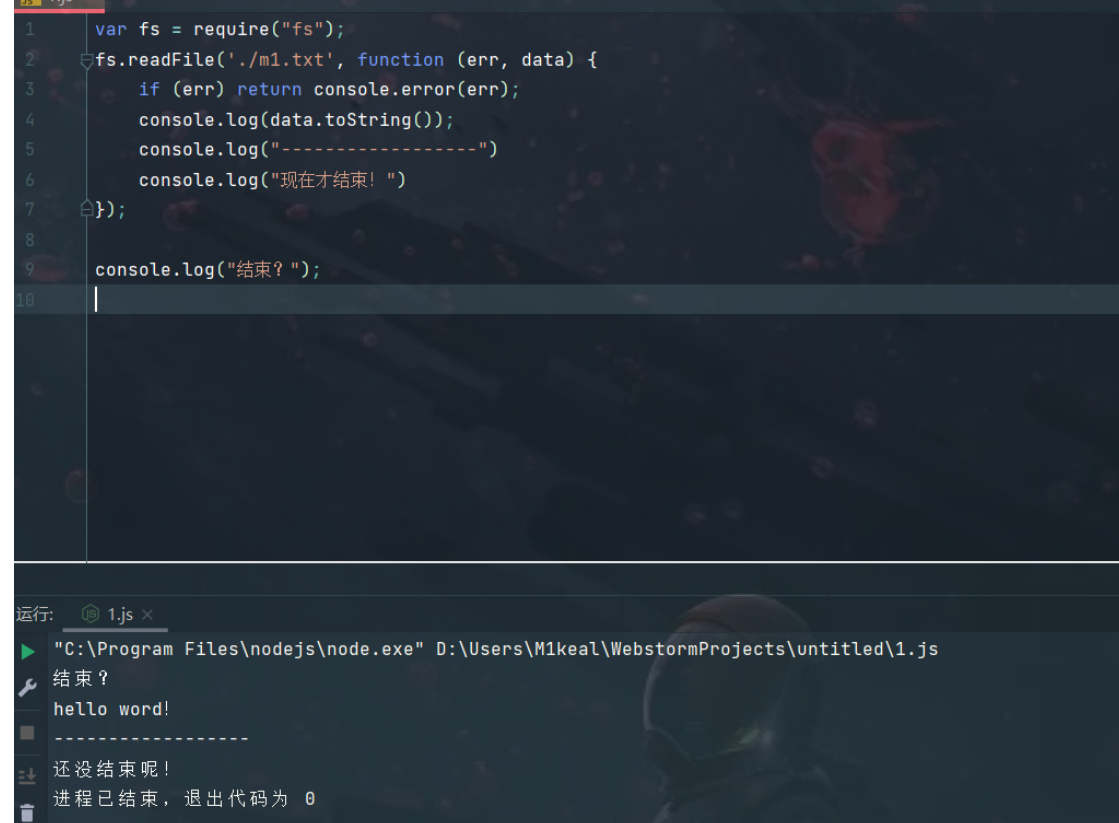 1 var fs = require("fs");
2 fs.readFile('./m1.txt', function (err, data) {
3 if (err) return console.error(err);
4 console.log(data.toString());
5 console.log("------------------")
6 console.log("现在才结束！")
7 });
8
9 console.log("结束？");
10
运行: 1.js
"C:\Program Files\nodejs\node.exe" D:\Users\M1keal\WebstormProjects\untitled\1.js
结束？
hello word!
------------------
还没结束呢！
进程已结束，退出代码为 0